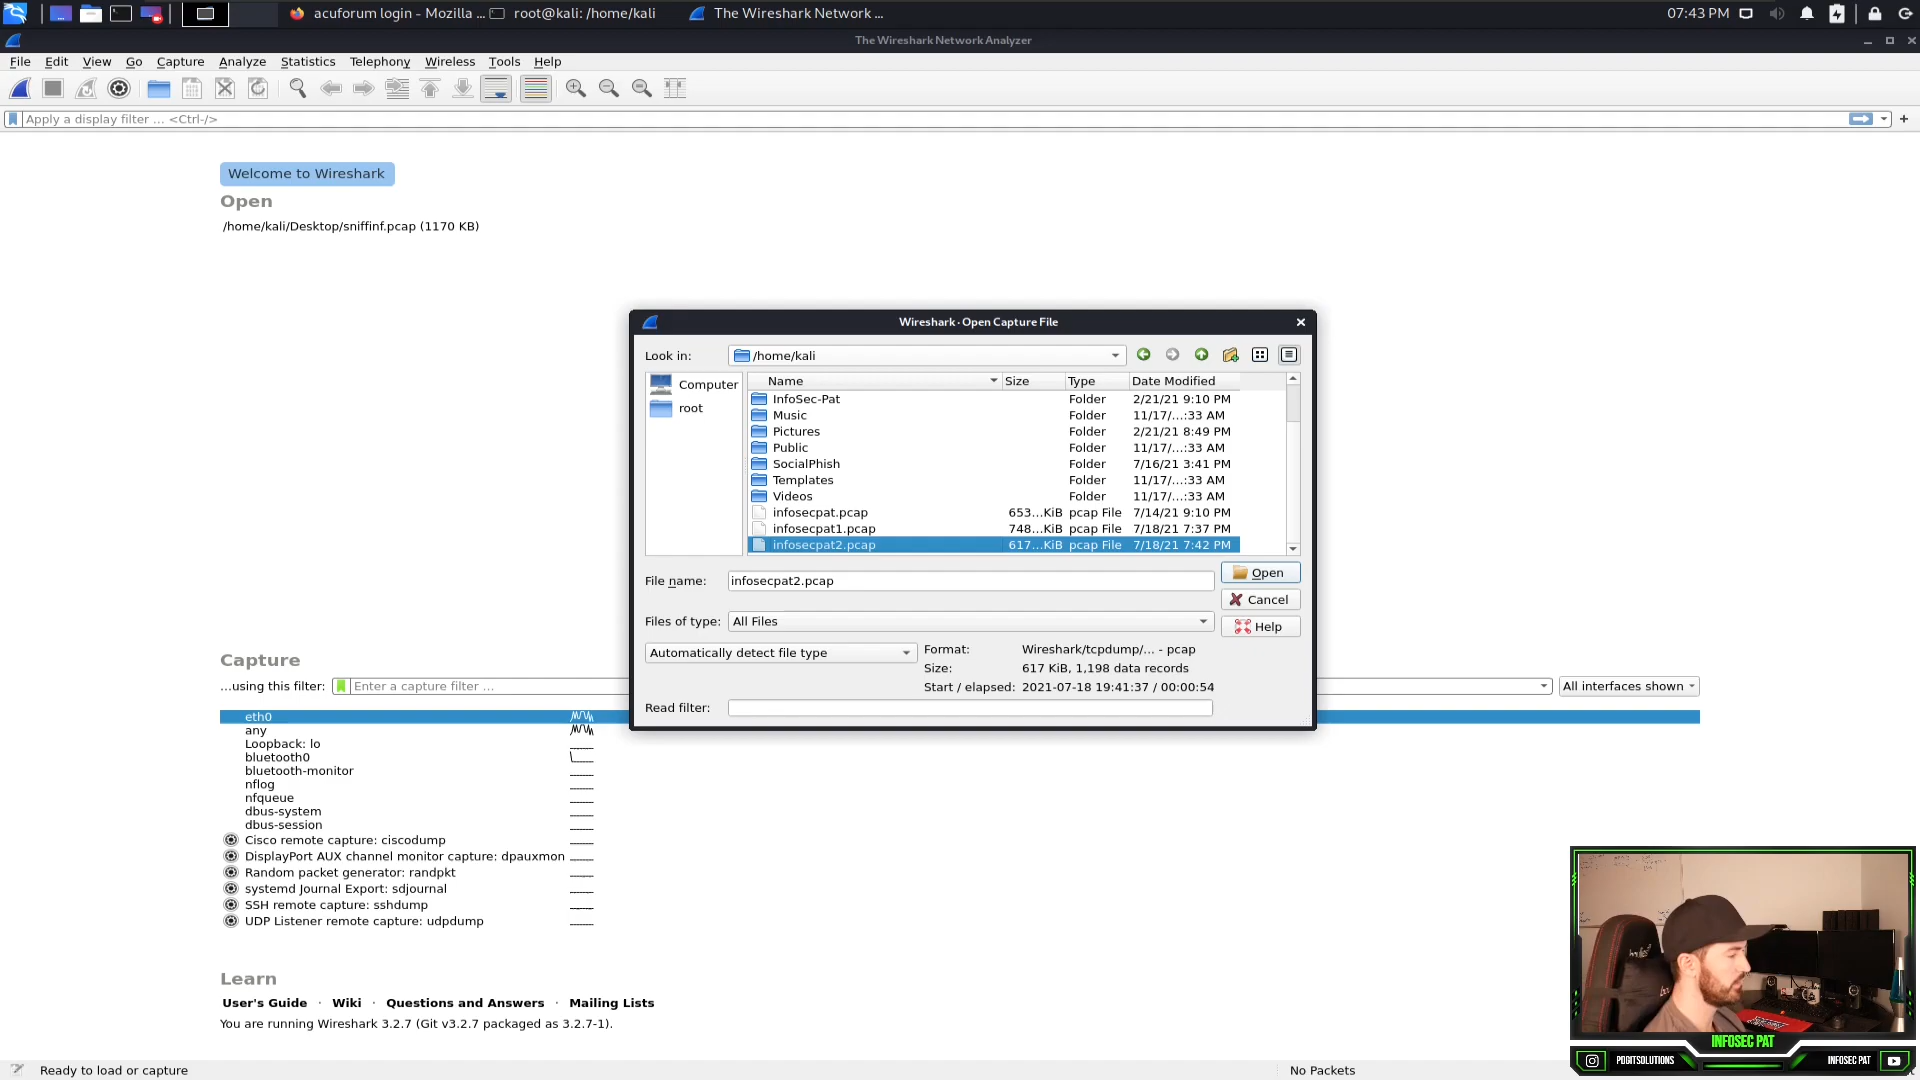 acuforum login - Mozilla ...
root@kali: /home/kali
The Wireshark Network ...
07:43 PM
The Wireshark Network Analyzer
File Edit View Go Capture Analyze Statistics Telephony Wireless Tools Help
Apply a display filter ... <Ctrl-/>
+
Welcome to Wireshark
Open
/home/kali/Desktop/sniffinf.pcap (1170 KB)
Wireshark · Open Capture File
Look in: /home/kali
Computer
root
Name Size Type Date Modified
InfoSec-Pat Folder 2/21/21 9:10 PM
Music Folder 11/17/...:33 AM
Pictures Folder 2/21/21 8:49 PM
Public Folder 11/17/...:33 AM
SocialPhish Folder 7/16/21 3:41 PM
Templates Folder 11/17/...:33 AM
Videos Folder 11/17/...:33 AM
infosecpat.pcap 653...KiB pcap File 7/14/21 9:10 PM
infosecpat1.pcap 748...KiB pcap File 7/18/21 7:37 PM
infosecpat2.pcap 617...KiB pcap File 7/18/21 7:42 PM
File name: infosecpat2.pcap
Open
Cancel
Files of type: All Files
Help
Automatically detect file type
Format: Wireshark/tcpdump/... - pcap
Size: 617 KiB, 1,198 data records
Start / elapsed: 2021-07-18 19:41:37 / 00:00:54
Read filter:
Capture
...using this filter: Enter a capture filter ...
All interfaces shown
eth0
any
Loopback: lo
bluetooth0
bluetooth-monitor
nflog
nfqueue
dbus-system
dbus-session
Cisco remote capture: ciscodump
DisplayPort AUX channel monitor capture: dpauxmon
Random packet generator: randpkt
systemd Journal Export: sdjournal
SSH remote capture: sshdump
UDP Listener remote capture: udpdump
Learn
User's Guide · Wiki · Questions and Answers · Mailing Lists
You are running Wireshark 3.2.7 (Git v3.2.7 packaged as 3.2.7-1).
Ready to load or capture
No Packets
INFOSEC PAT
PDBITSOLUTIONS
INFOSEC PAT